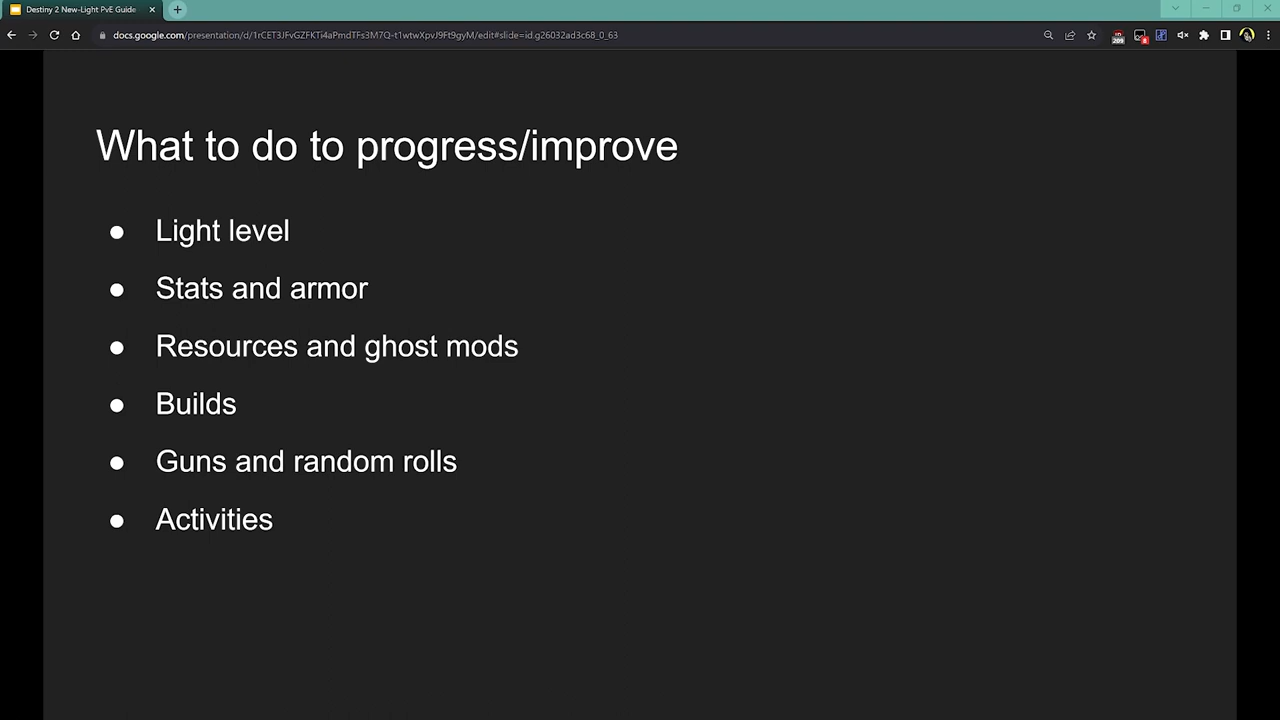 Destiny 2 New-Light PvE Guide
docs.google.com/presentation/d/1rCET3JFvGZFKTi4aPmdTFs3M7Q-t1wtwXpvJ9Ft9gyM/edit#slide=id.g26032ad3c68_0_63
What to do to progress/improve
● Light level
● Stats and armor
● Resources and ghost mods
● Builds
● Guns and random rolls
● Activities